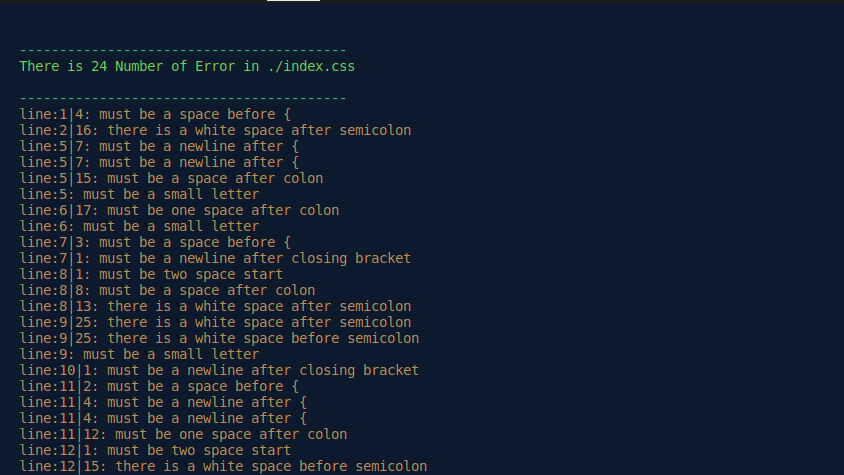 -----------------------------------------
There is 24 Number of Error in ./index.css
-----------------------------------------
line:1|4: must be a space before {
line:2|16: there is a white space after semicolon
line:5|7: must be a newline after {
line:5|7: must be a newline after {
line:5|15: must be a space after colon
line:5: must be a small letter
line:6|17: must be one space after colon
line:6: must be a small letter
line:7|3: must be a space before {
line:7|1: must be a newline after closing bracket
line:8|1: must be two space start
line:8|8: must be a space after colon
line:8|13: there is a white space after semicolon
line:9|25: there is a white space after semicolon
line:9|25: there is a white space before semicolon
line:9: must be a small letter
line:10|1: must be a newline after closing bracket
line:11|2: must be a space before {
line:11|4: must be a newline after {
line:11|4: must be a newline after {
line:11|12: must be one space after colon
line:12|1: must be two space start
line:12|15: there is a white space before semicolon